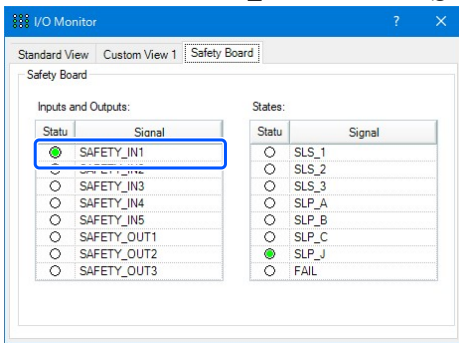 I/O Monitor ? ×
Standard View Custom View 1 Safety Board
Safety Board
Inputs and Outputs: States:
Statu Signal Statu Signal
SAFETY_IN1 SLS_1
SAFETY_IN2 SLS_2
SAFETY_IN3 SLS_3
SAFETY_IN4 SLP_A
SAFETY_IN5 SLP_B
SAFETY_OUT1 SLP_C
SAFETY_OUT2 SLP_J
SAFETY_OUT3 FAIL